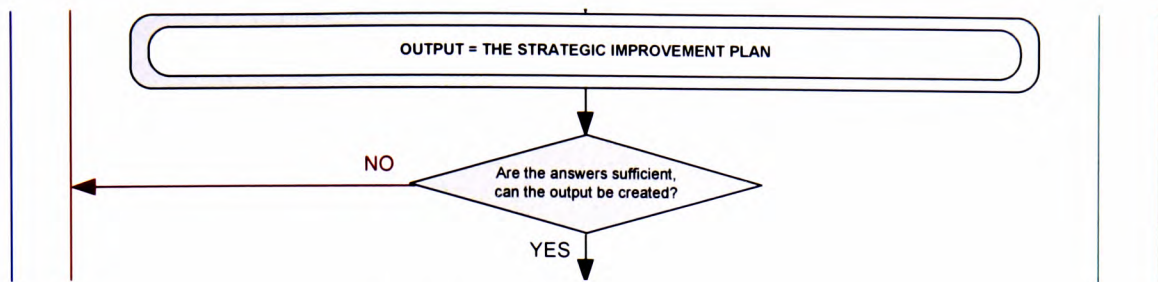 OUTPUT = THE STRATEGIC IMPROVEMENT PLAN
NO
Are the answers sufficient,
can the output be created?
YES